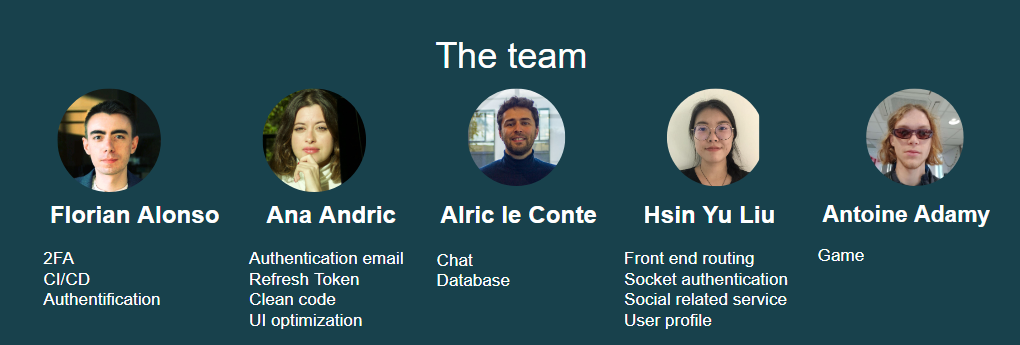 The team
Florian Alonso
2FA
CI/CD
Authentification
Ana Andric
Authentication email
Refresh Token
Clean code
UI optimization
Alric le Conte
Chat
Database
Hsin Yu Liu
Front end routing
Socket authentication
Social related service
User profile
Antoine Adamy
Game